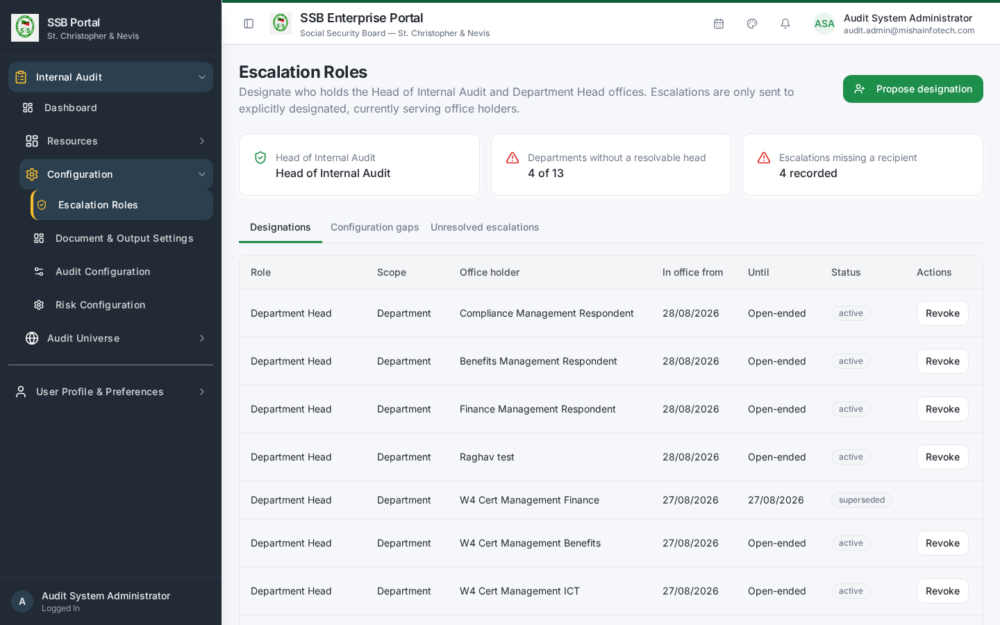 SSB Portal
St. Christopher & Nevis
Internal Audit
Dashboard
Resources
Configuration
Escalation Roles
Document & Output Settings
Audit Configuration
Risk Configuration
Audit Universe
User Profile & Preferences
A
Audit System Administrator
Logged In
SSB Enterprise Portal
Social Security Board — St. Christopher & Nevis
ASA
Audit System Administrator
audit.admin@mishainfotech.com
Escalation Roles
Designate who holds the Head of Internal Audit and Department Head offices. Escalations are only sent to
explicitly designated, currently serving office holders.
Propose designation
Head of Internal Audit
Head of Internal Audit
Departments without a resolvable head
4 of 13
Escalations missing a recipient
4 recorded
Designations Configuration gaps Unresolved escalations
Role Scope Office holder In office from Until Status Actions
Department Head Department Compliance Management Respondent 28/08/2026 Open-ended active Revoke
Department Head Department Benefits Management Respondent 28/08/2026 Open-ended active Revoke
Department Head Department Finance Management Respondent 28/08/2026 Open-ended active Revoke
Department Head Department Raghav test 28/08/2026 Open-ended active Revoke
Department Head Department W4 Cert Management Finance 27/08/2026 27/08/2026 superseded
Department Head Department W4 Cert Management Benefits 27/08/2026 Open-ended active Revoke
Department Head Department W4 Cert Management ICT 27/08/2026 Open-ended active Revoke